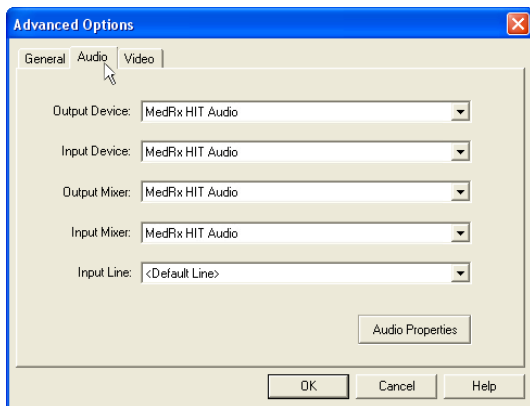 Advanced Options
General Audio Video
Output Device: MedRx HIT Audio
Input Device: MedRx HIT Audio
Output Mixer: MedRx HIT Audio
Input Mixer: MedRx HIT Audio
Input Line: <Default Line>
Audio Properties
OK Cancel Help